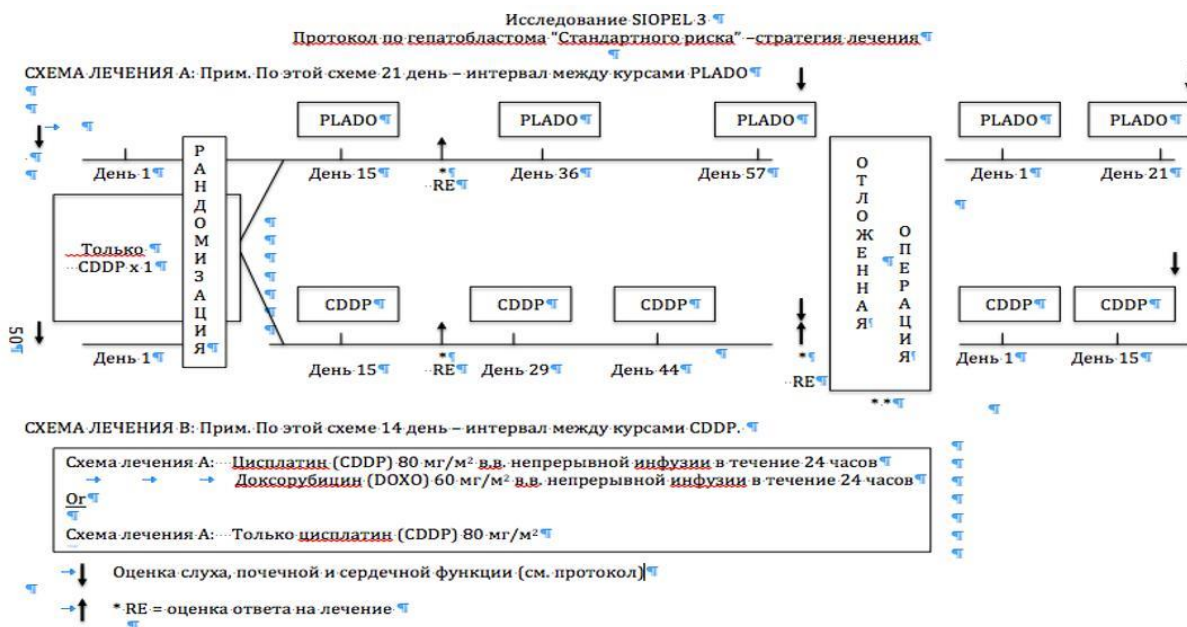 Исследование SIOPEL 3
Протокол по гепатобластома “Стандартного риска” –стратегия лечения
СХЕМА ЛЕЧЕНИЯ А: Прим. По этой схеме 21 день – интервал между курсами PLADO
PLADO PLADO PLADO PLADO PLADO
День 1 День 15 День 36 День 57 День 1 День 21
* RE
РАНДОМИЗАЦИЯ
ОТЛОЖЕННАЯ
ОПЕРАЦИЯ
Только
CDDP x 1
CDDP CDDP CDDP CDDP CDDP
505
День 1 День 15 День 29 День 44 День 1 День 15
* RE * RE
* *
СХЕМА ЛЕЧЕНИЯ В: Прим. По этой схеме 14 день – интервал между курсами CDDP.
Схема лечения А: Цисплатин (CDDP) 80 мг/м² в.в. непрерывной инфузии в течение 24 часов
Доксорубицин (DOXO) 60 мг/м² в.в. непрерывной инфузии в течение 24 часов
Or
Схема лечения А: Только цисплатин (CDDP) 80 мг/м²
Оценка слуха, почечной и сердечной функции (см. протокол)
* RE = оценка ответа на лечение